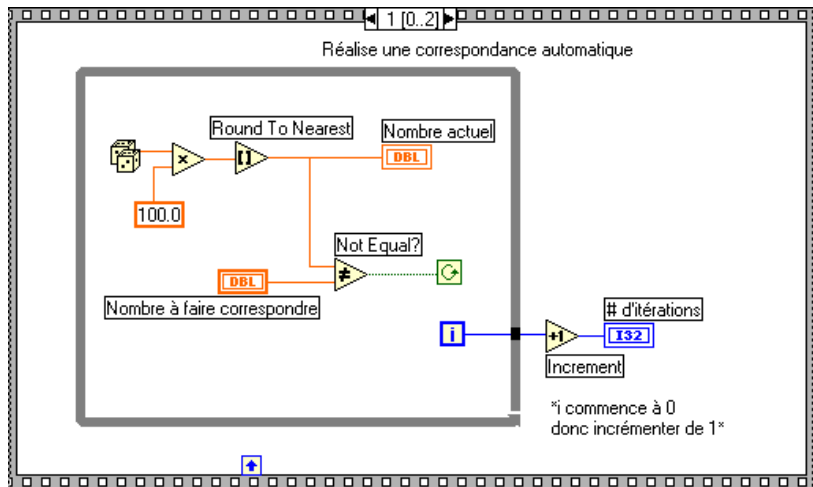 1 [0..2]
Réalise une correspondance automatique
Round To Nearest
Nombre actuel
DBL
100.0
Not Equal?
DBL
Nombre à faire correspondre
# d'itérations
i
+1
I32
Increment
*i commence à 0
donc incrémenter de 1*